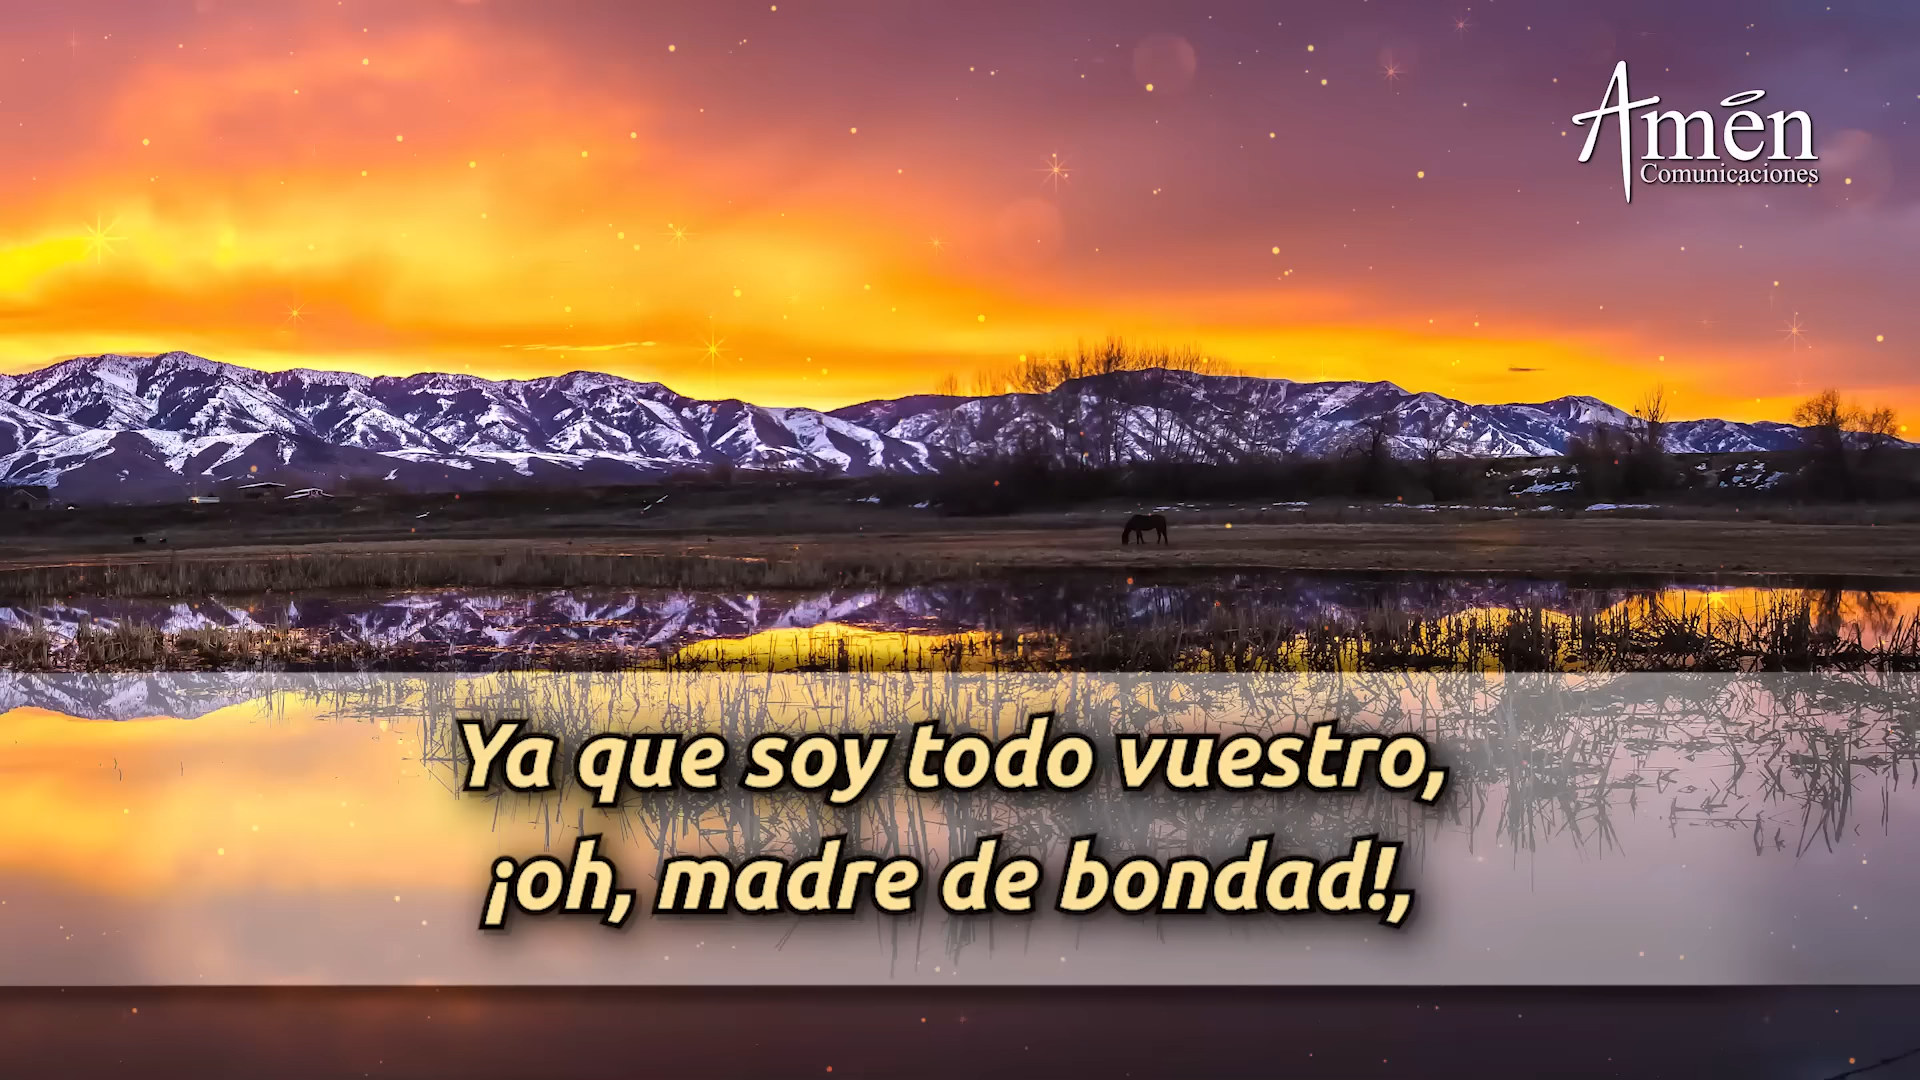 Amén
Comunicaciones
Ya que soy todo vuestro,
¡oh, madre de bondad!,